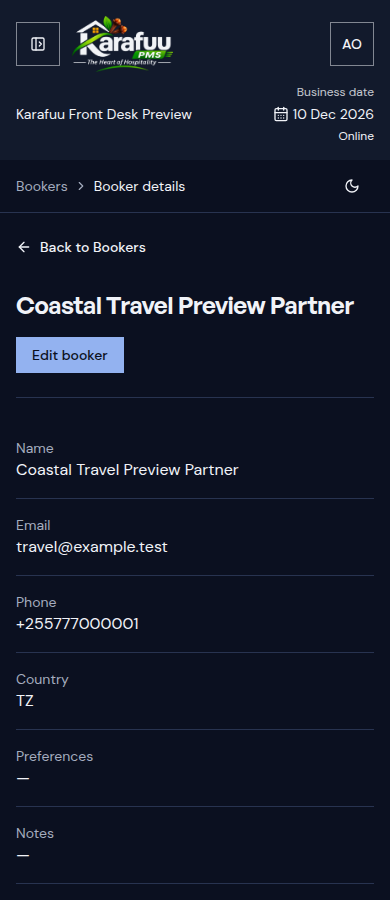 Karafuu
PMS
The Heart of Hospitality
AO
Business date
Karafuu Front Desk Preview
10 Dec 2026
Online
Bookers
Booker details
Back to Bookers
Coastal Travel Preview Partner
Edit booker
Name
Coastal Travel Preview Partner
Email
travel@example.test
Phone
+255777000001
Country
TZ
Preferences
—
Notes
—